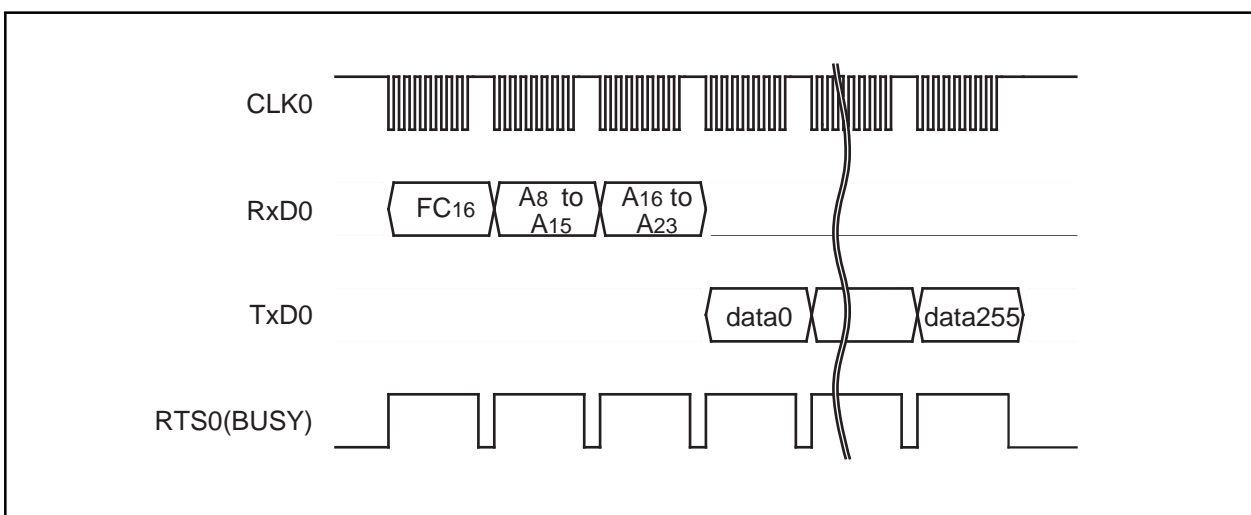 CLK0
RxD0
FC16
A8 to
A15
A16 to
A23
TxD0
data0
data255
RTS0(BUSY)